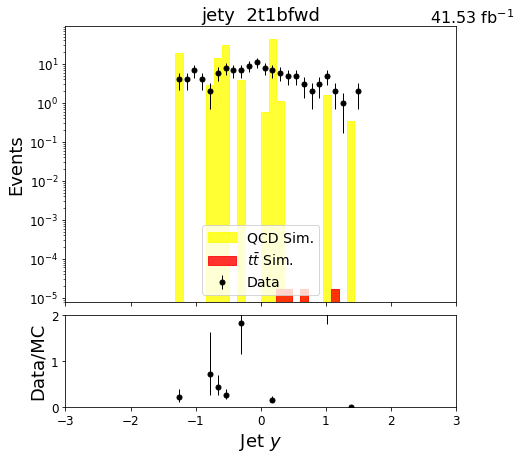 jety 2t1bfwd
41.53 fb⁻¹
Events
10¹
10⁰
10⁻¹
10⁻²
10⁻³
10⁻⁴
10⁻⁵
QCD Sim.
tt̄ Sim.
Data
Data/MC
2
1
0
−3 −2 −1 0 1 2 3
Jet y